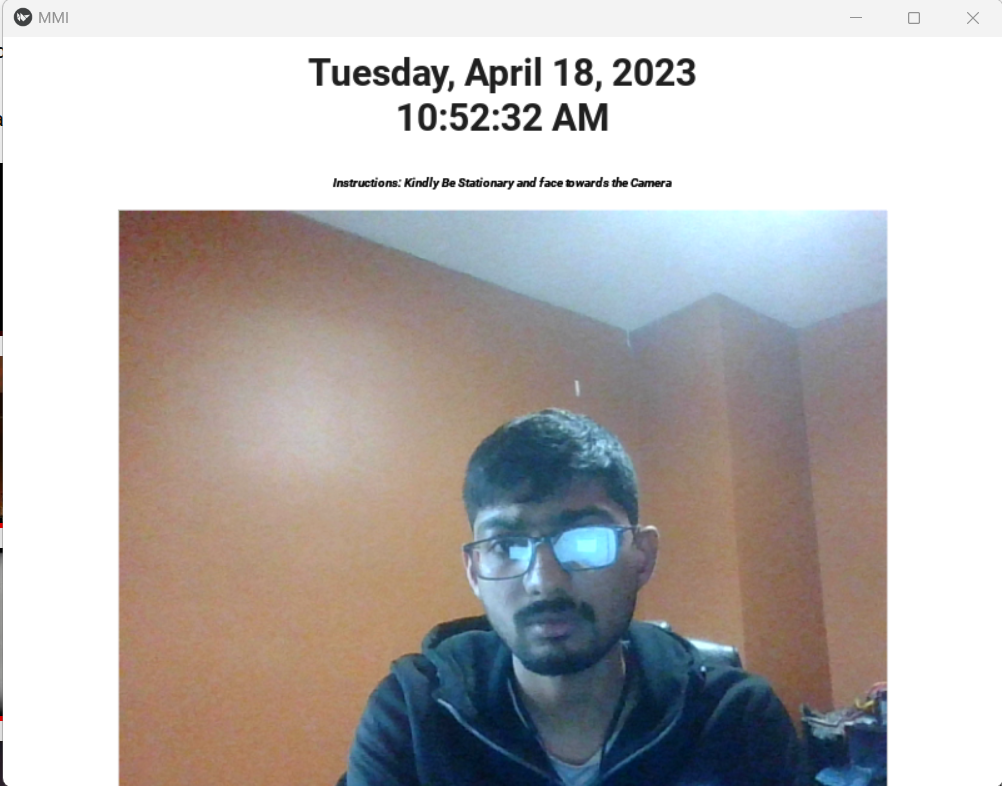 MMI
Tuesday, April 18, 2023
10:52:32 AM
Instructions: Kindly Be Stationary and face towards the Camera